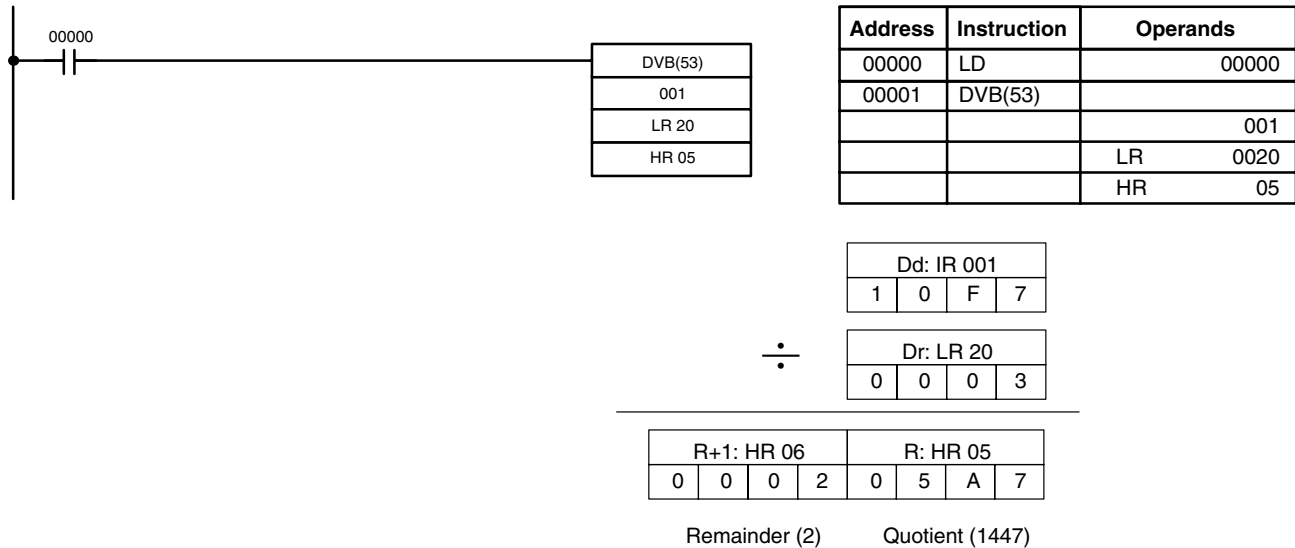 00000
DVB(53)
001
LR 20
HR 05
Address Instruction Operands
00000 LD 00000
00001 DVB(53)
001
LR 0020
HR 05
Dd: IR 001
1 0 F 7
÷
Dr: LR 20
0 0 0 3
R+1: HR 06 R: HR 05
0 0 0 2 0 5 A 7
Remainder (2) Quotient (1447)